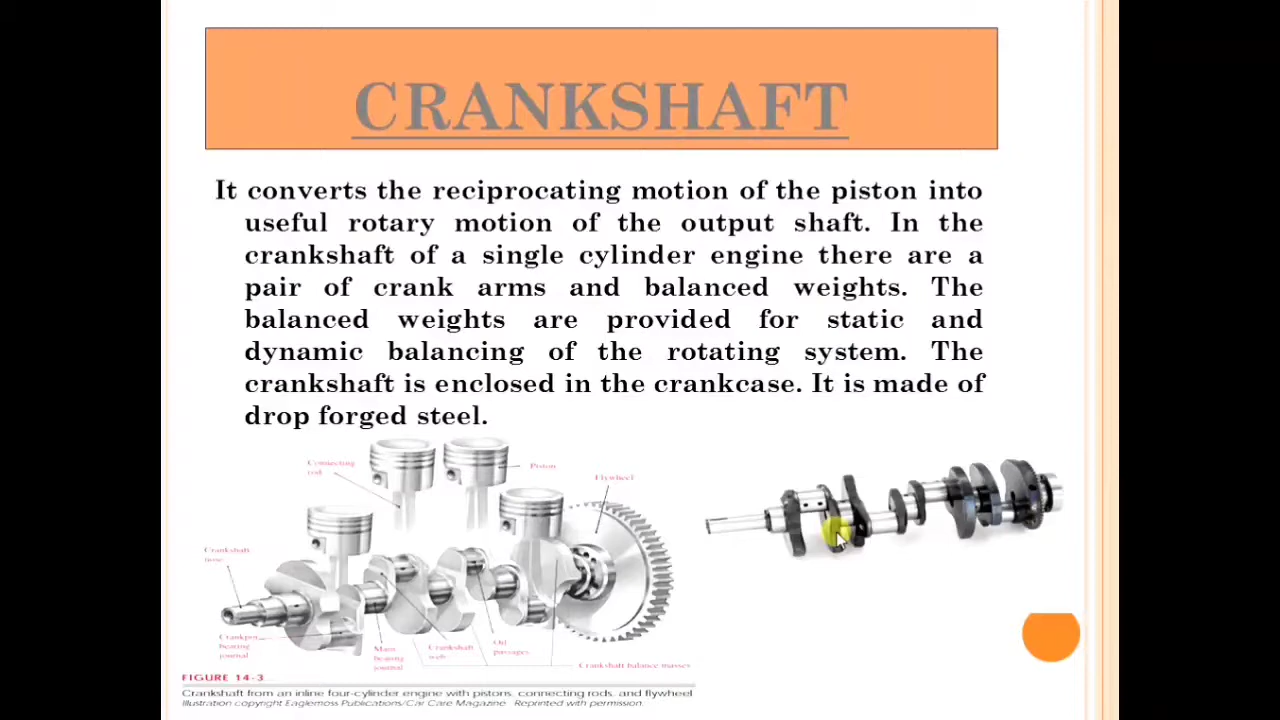 CRANKSHAFT
It converts the reciprocating motion of the piston into
useful rotary motion of the output shaft. In the
crankshaft of a single cylinder engine there are a
pair of crank arms and balanced weights. The
balanced weights are provided for static and
dynamic balancing of the rotating system. The
crankshaft is enclosed in the crankcase. It is made of
drop forged steel.
Connecting
rod
Piston
Flywheel
Crankshaft
nose
Crankpin
bearing
journal
Main
bearing
journal
Crankshaft
web
Oil
passages
Crankshaft balance masses
FIGURE 14-3
Crankshaft from an inline four-cylinder engine with pistons, connecting rods, and flywheel
Illustration copyright Eaglemoss Publications/Car Care Magazine Reprinted with permission.